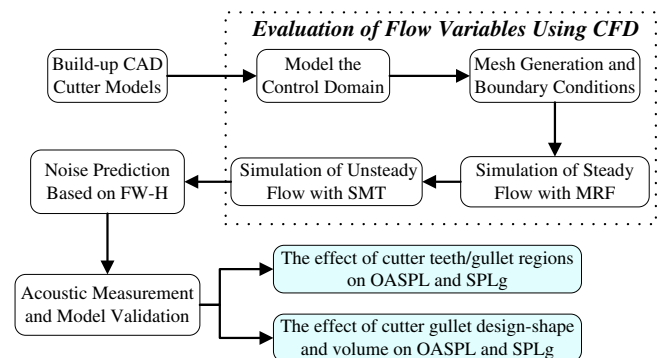 Evaluation of Flow Variables Using CFD
Build-up CAD
Cutter Models
Model the
Control Domain
Mesh Generation and
Boundary Conditions
Noise Prediction
Based on FW-H
Simulation of Unsteady
Flow with SMT
Simulation of Steady
Flow with MRF
The effect of cutter teeth/gullet regions
on OASPL and SPLg
Acoustic Measurement
and Model Validation
The effect of cutter gullet design-shape
and volume on OASPL and SPLg